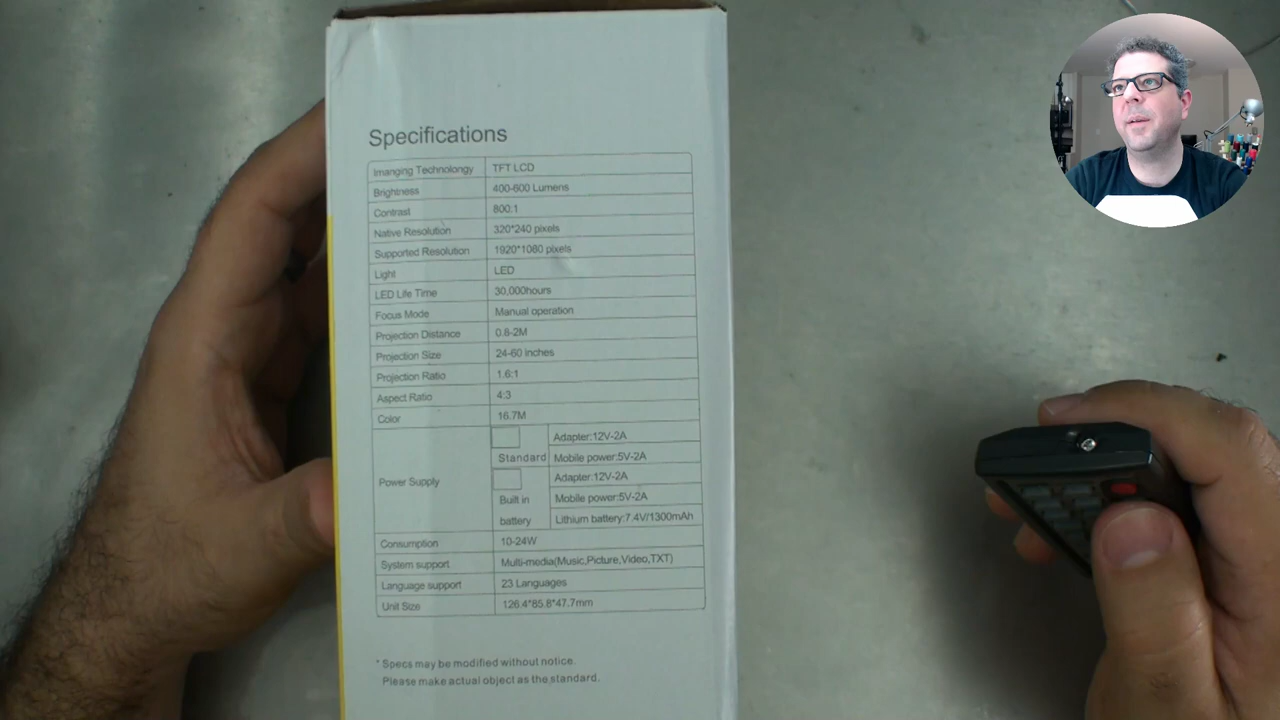 Specifications
Imanging Technolongy TFT LCD
Brightness 400-600 Lumens
Contrast 800:1
Native Resolution 320*240 pixels
Supported Resolution 1920*1080 pixels
Light LED
LED Life Time 30,000hours
Focus Mode Manual operation
Projection Distance 0.8-2M
Projection Size 24-60 inches
Projection Ratio 1.6:1
Aspect Ratio 4:3
Color 16.7M
Power Supply
Standard
Adapter:12V-2A
Mobile power:5V-2A
Built in
battery
Adapter:12V-2A
Mobile power:5V-2A
Lithium battery:7.4V/1300mAh
Consumption 10-24W
System support Multi-media(Music,Picture,Video,TXT)
Language support 23 Languages
Unit Size 126.4*85.8*47.7mm
* Specs may be modified without notice.
Please make actual object as the standard.